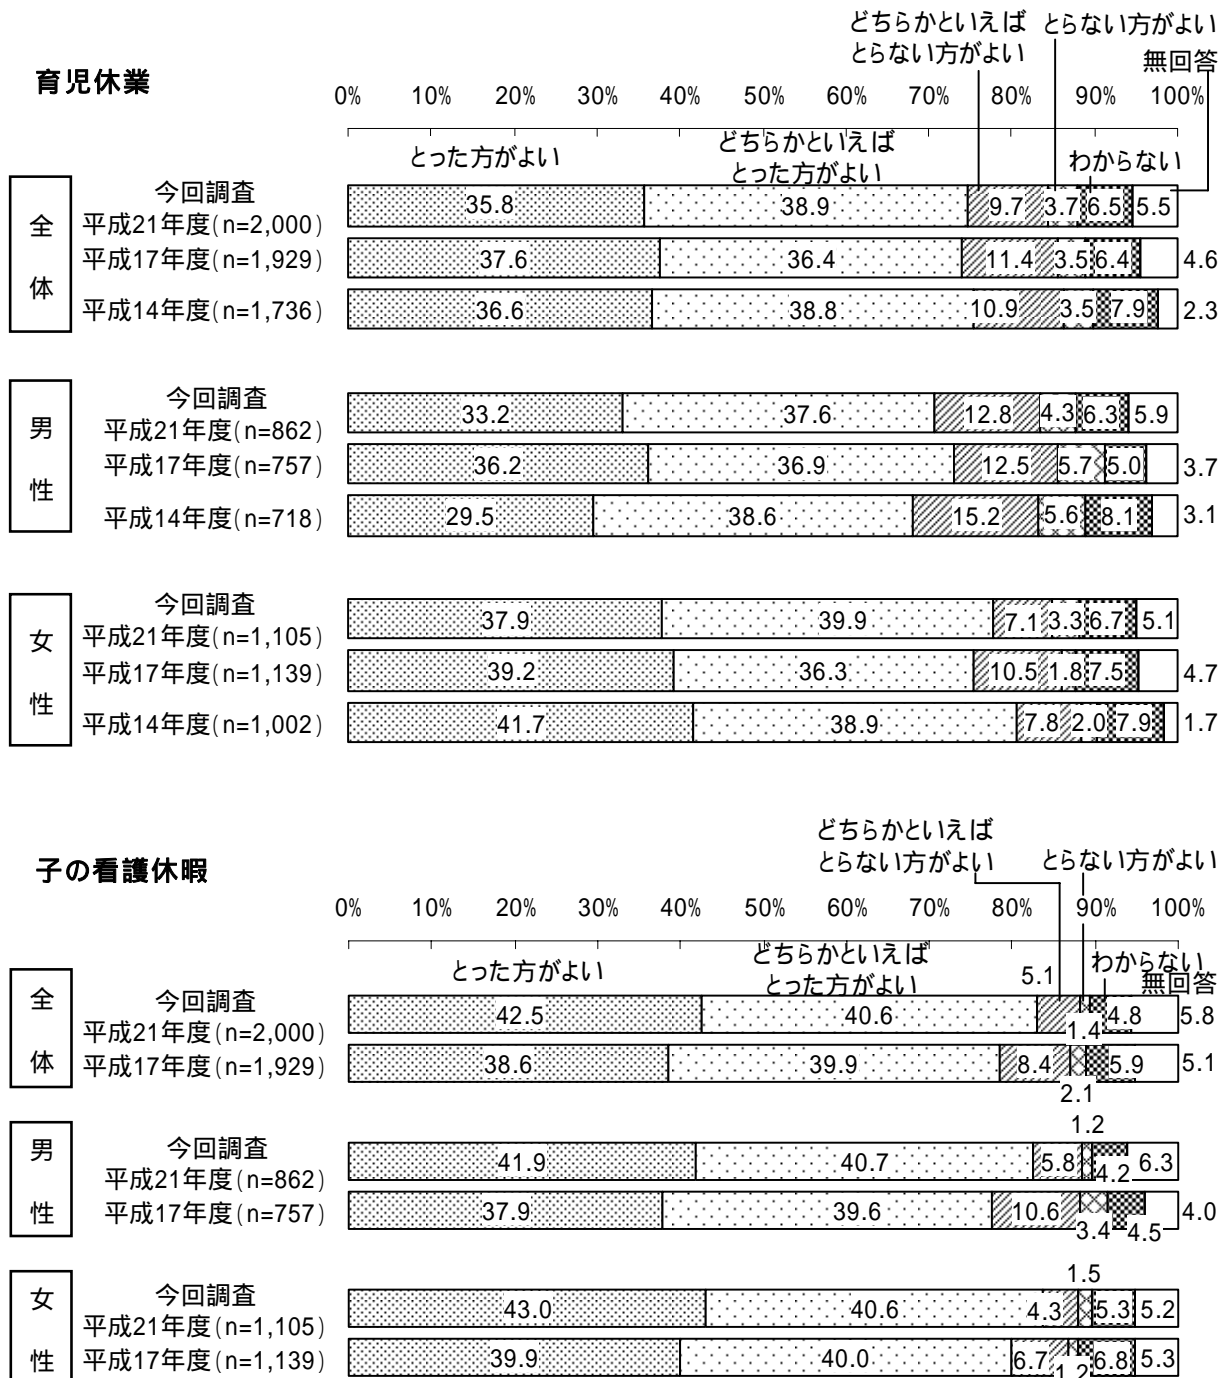 どちらかといえば とらない方がよい
とらない方がよい
無回答
育児休業
0% 10% 20% 30% 40% 50% 60% 70% 80% 90% 100%
とった方がよい どちらかといえば
とった方がよい わからない
全体
今回調査
平成21年度(n=2,000) 35.8 38.9 9.7 3.7 6.5 5.5
平成17年度(n=1,929) 37.6 36.4 11.4 3.5 6.4 4.6
平成14年度(n=1,736) 36.6 38.8 10.9 3.5 7.9 2.3
男性
今回調査
平成21年度(n=862) 33.2 37.6 12.8 4.3 6.3 5.9
平成17年度(n=757) 36.2 36.9 12.5 5.7 5.0 3.7
平成14年度(n=718) 29.5 38.6 15.2 5.6 8.1 3.1
女性
今回調査
平成21年度(n=1,105) 37.9 39.9 7.1 3.3 6.7 5.1
平成17年度(n=1,139) 39.2 36.3 10.5 1.8 7.5 4.7
平成14年度(n=1,002) 41.7 38.9 7.8 2.0 7.9 1.7
どちらかといえば
とらない方がよい とらない方がよい
子の看護休暇
0% 10% 20% 30% 40% 50% 60% 70% 80% 90% 100%
とった方がよい どちらかといえば
とった方がよい わからない
無回答
全体
今回調査
平成21年度(n=2,000) 42.5 40.6 5.1 1.4 4.8 5.8
平成17年度(n=1,929) 38.6 39.9 8.4 2.1 5.9 5.1
男性
今回調査
平成21年度(n=862) 41.9 40.7 5.8 1.2 4.2 6.3
平成17年度(n=757) 37.9 39.6 10.6 3.4 4.5 4.0
女性
今回調査
平成21年度(n=1,105) 43.0 40.6 4.3 1.5 5.3 5.2
平成17年度(n=1,139) 39.9 40.0 6.7 1.2 6.8 5.3